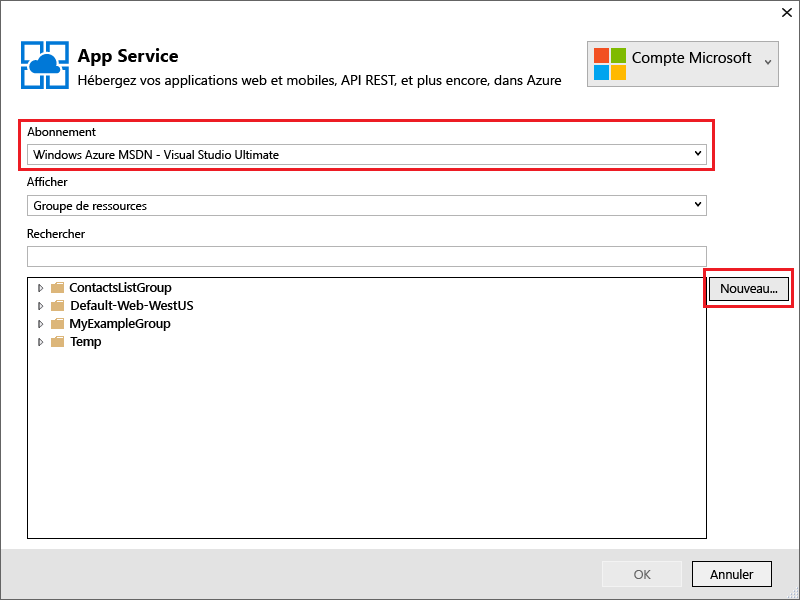 App Service
Hébergez vos applications web et mobiles, API REST, et plus encore, dans Azure
Compte Microsoft
Abonnement
Windows Azure MSDN - Visual Studio Ultimate
Afficher
Groupe de ressources
Rechercher
Nouveau...
ContactsListGroup
Default-Web-WestUS
MyExampleGroup
Temp
OK
Annuler